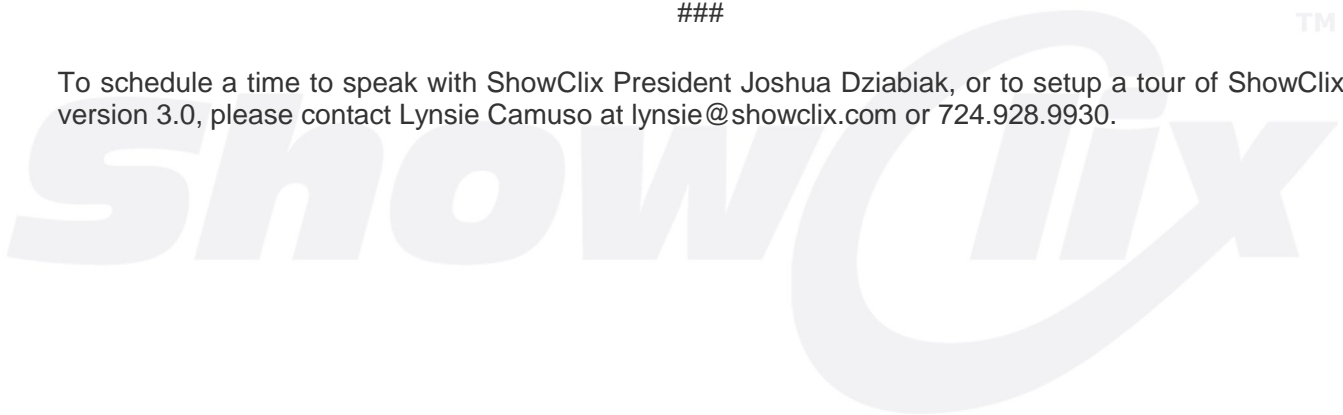 ###
TM
To schedule a time to speak with ShowClix President Joshua Dziabiak, or to setup a tour of ShowClix
version 3.0, please contact Lynsie Camuso at lynsie@showclix.com or 724.928.9930.
ShowClix